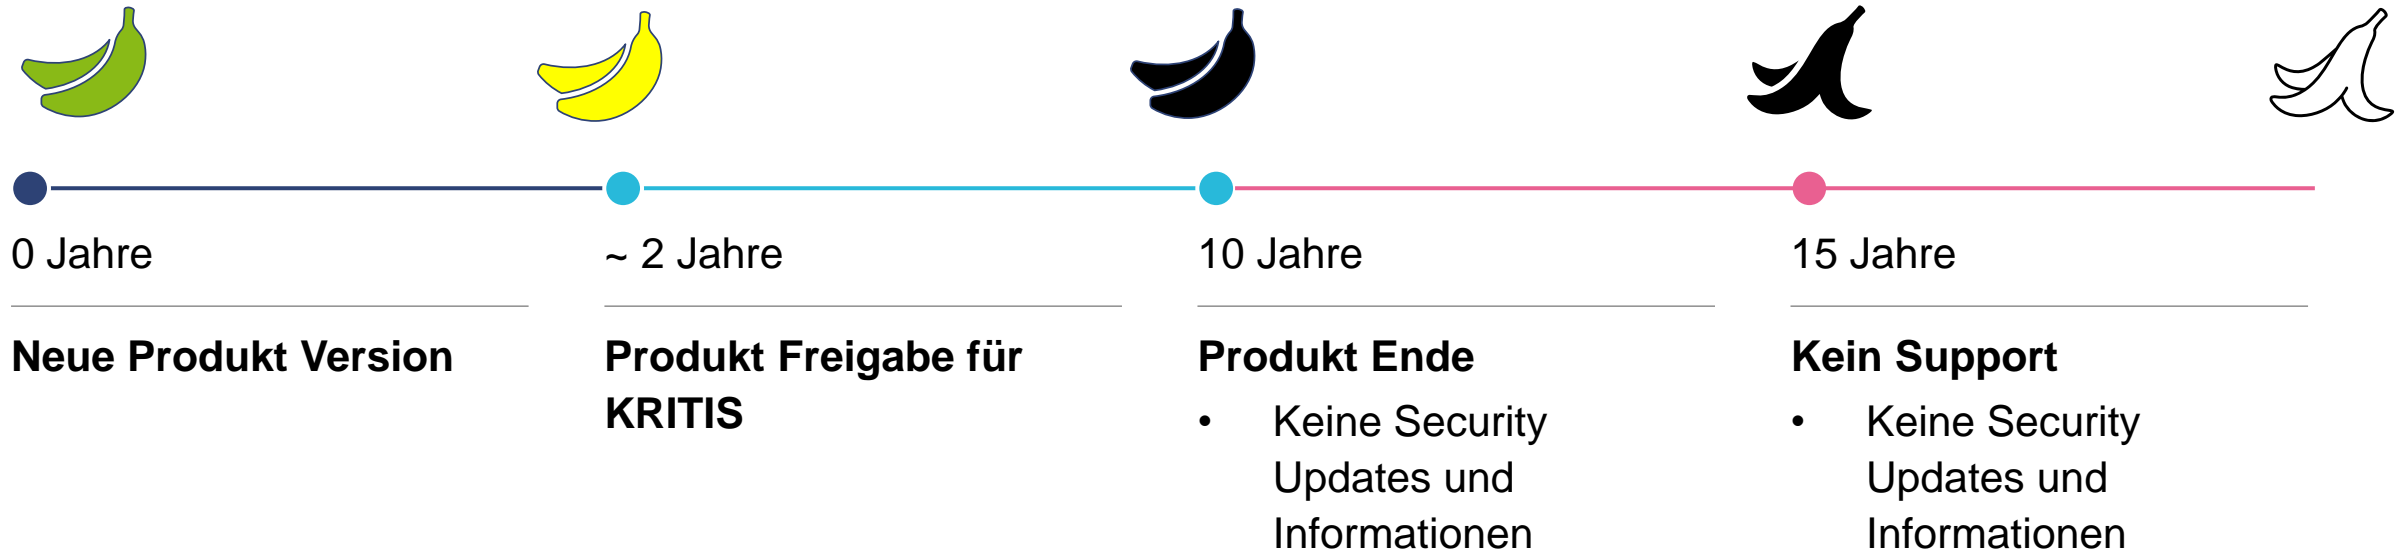 0 Jahre
Neue Produkt Version
~ 2 Jahre
Produkt Freigabe für
KRITIS
10 Jahre
Produkt Ende
• Keine Security
Updates und
Informationen
15 Jahre
Kein Support
• Keine Security
Updates und
Informationen